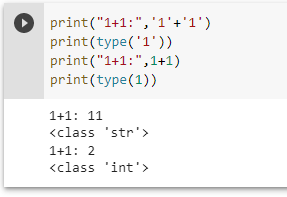 print("1+1:",'1'+'1')
print(type('1'))
print("1+1:",1+1)
print(type(1))
1+1: 11
<class 'str'>
1+1: 2
<class 'int'>